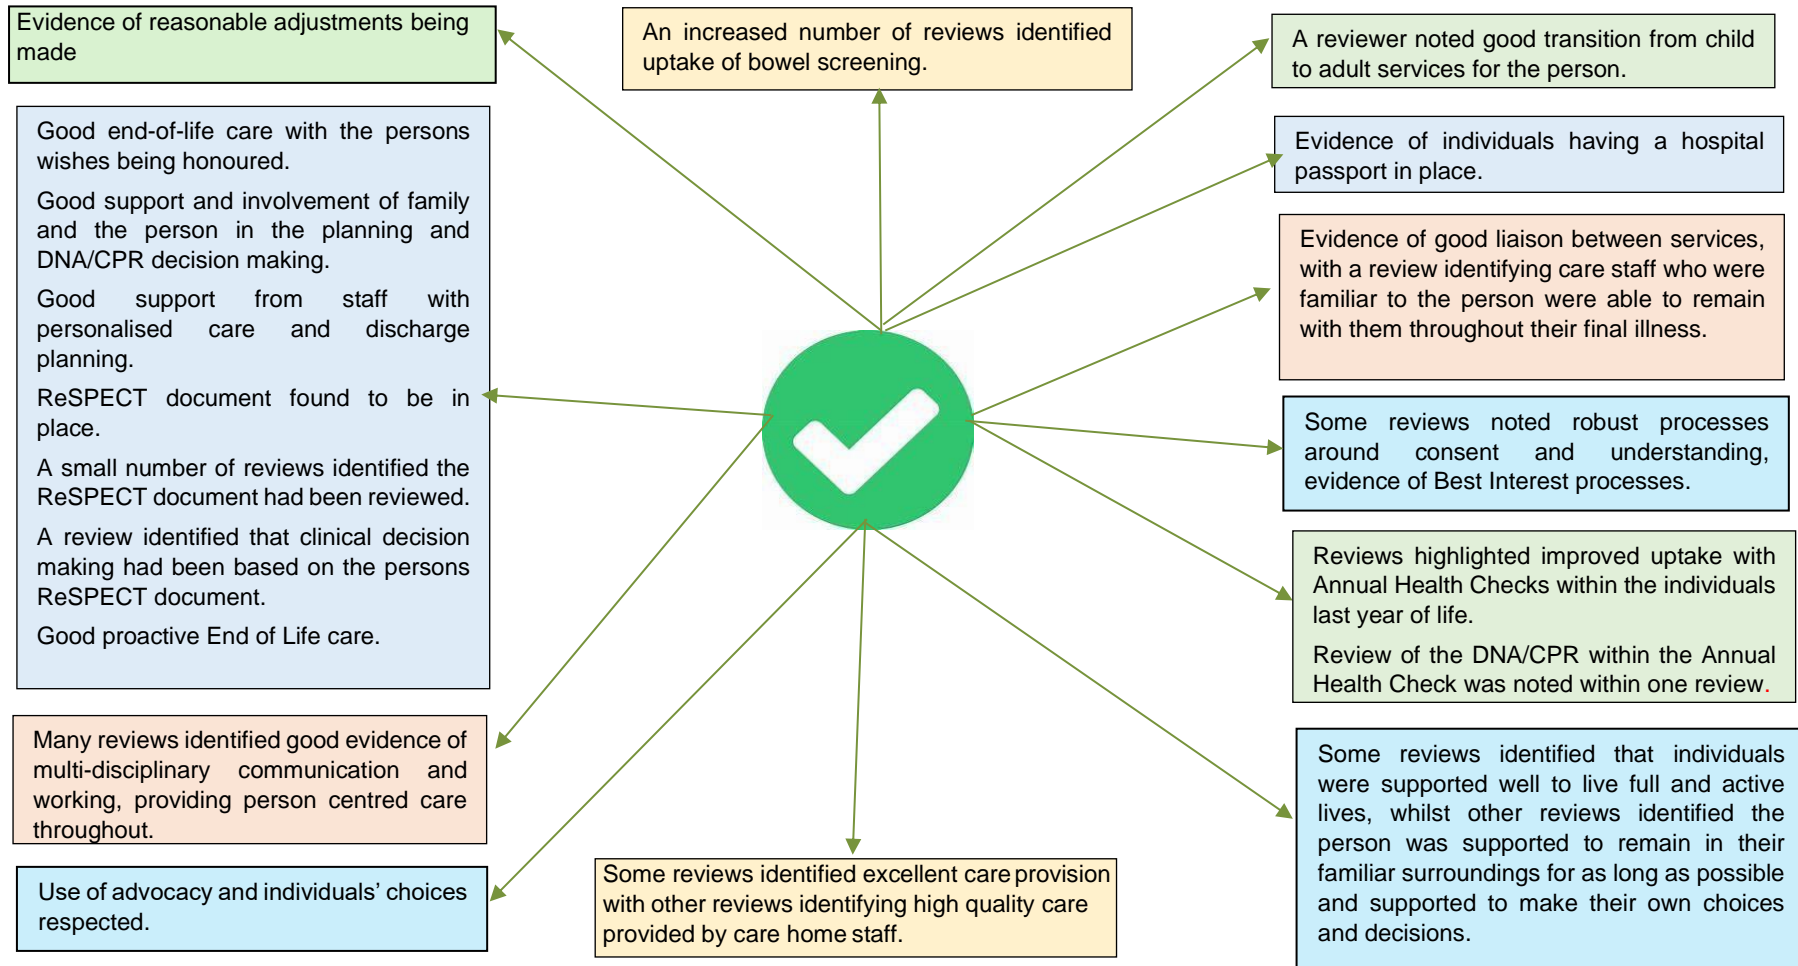 Evidence of reasonable adjustments being
made
An increased number of reviews identified
uptake of bowel screening.
A reviewer noted good transition from child
to adult services for the person.
Good end-of-life care with the persons
wishes being honoured.
Good support and involvement of family
and the person in the planning and
DNA/CPR decision making.
Good support from staff with
personalised care and discharge
planning.
ReSPECT document found to be in
place.
A small number of reviews identified the
ReSPECT document had been reviewed.
A review identified that clinical decision
making had been based on the persons
ReSPECT document.
Good proactive End of Life care.
Evidence of individuals having a hospital
passport in place.
Evidence of good liaison between services,
with a review identifying care staff who were
familiar to the person were able to remain
with them throughout their final illness.
Some reviews noted robust processes
around consent and understanding,
evidence of Best Interest processes.
Reviews highlighted improved uptake with
Annual Health Checks within the individuals
last year of life.
Review of the DNA/CPR within the Annual
Health Check was noted within one review.
Many reviews identified good evidence of
multi-disciplinary communication and
working, providing person centred care
throughout.
Use of advocacy and individuals’ choices
respected.
Some reviews identified excellent care provision
with other reviews identifying high quality care
provided by care home staff.
Some reviews identified that individuals
were supported well to live full and active
lives, whilst other reviews identified the
person was supported to remain in their
familiar surroundings for as long as possible
and supported to make their own choices
and decisions.